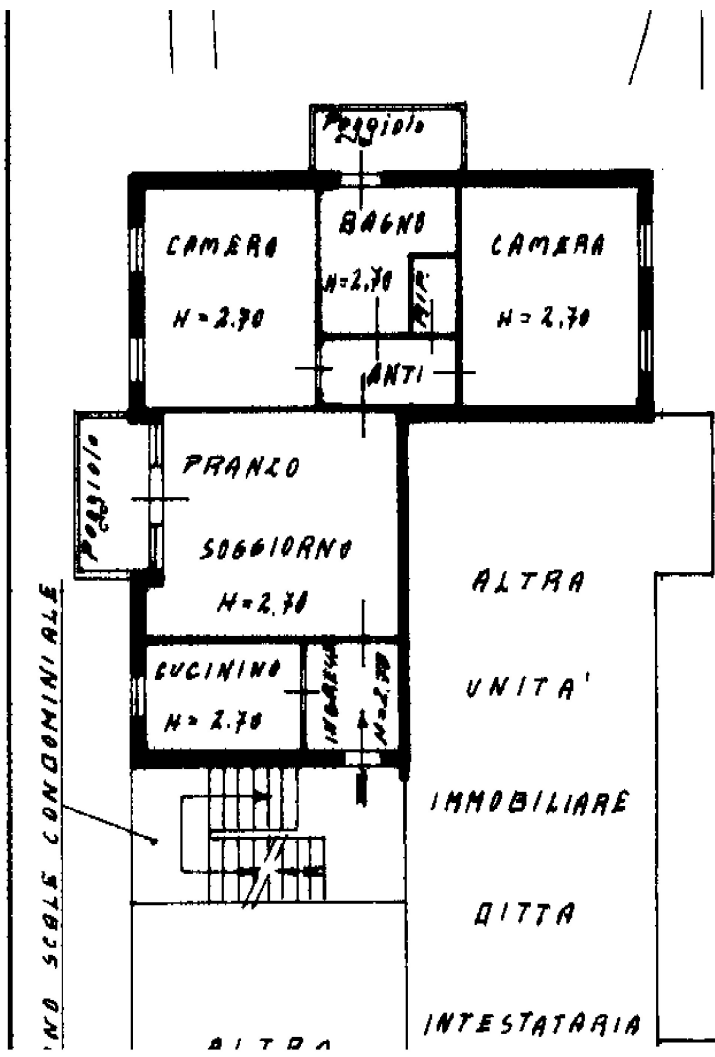 Poggiolo
BAGNO
H=2,70
RIP.
CAMERA
H=2.70
CAMERA
H=2,70
ANTI
Poggiolo
PRANZO
SOGGIORNO
H=2.70
CUCININO
H=2.70
INGRESSO
H=2.70
ALTRA
UNITA'
IMMOBILIARE
DITTA
INTESTATARIA
SCALE CONDOMINIALE